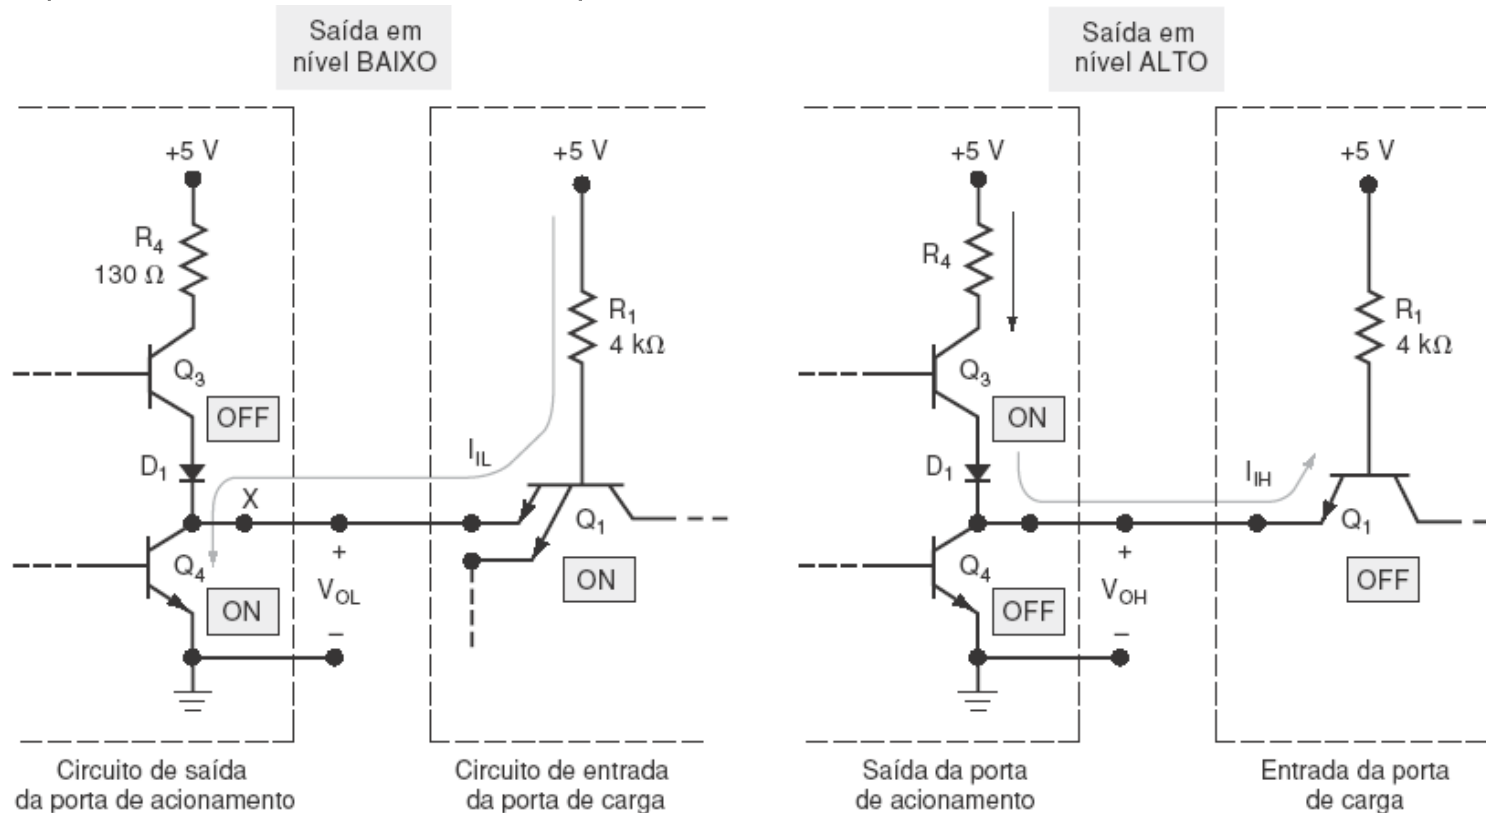 Saída em
nível BAIXO
+5 V
R4
130 Ω
Q3
OFF
D1
X
Q4
ON
+
VOL
–
IIL
+5 V
R1
4 kΩ
Q1
ON
Circuito de saída
da porta de acionamento
Circuito de entrada
da porta de carga
Saída em
nível ALTO
+5 V
R4
Q3
ON
D1
Q4
OFF
+
VOH
–
IIH
+5 V
R1
4 kΩ
Q1
OFF
Saída da porta
de acionamento
Entrada da porta
de carga